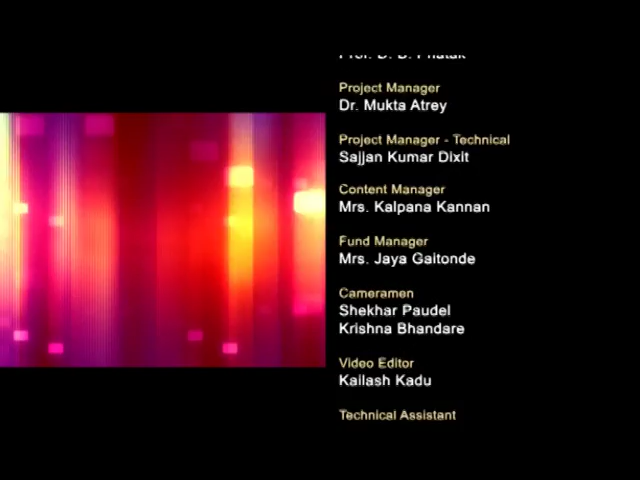 Project Manager
Dr. Mukta Atrey
Project Manager - Technical
Sajjan Kumar Dixit
Content Manager
Mrs. Kalpana Kannan
Fund Manager
Mrs. Jaya Gaitonde
Cameramen
Shekhar Paudel
Krishna Bhandare
Video Editor
Kailash Kadu
Technical Assistant